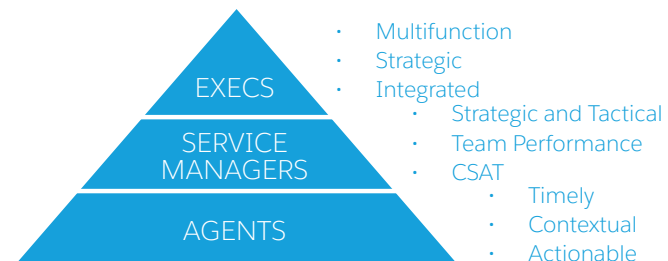 EXECS
• Multifunction
• Strategic
• Integrated
SERVICE
MANAGERS
• Strategic and Tactical
• Team Performance
• CSAT
AGENTS
• Timely
• Contextual
• Actionable